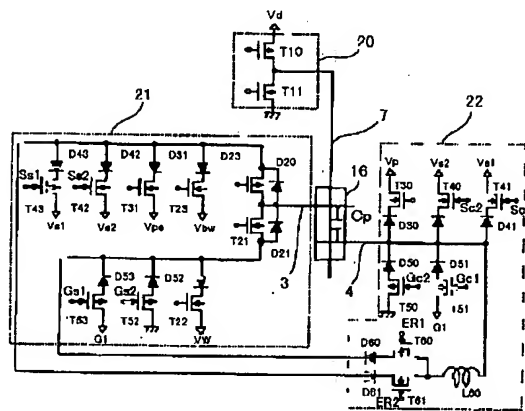 Vd
20
T10
T11
21
22
7
D43
D42
D31
D23
D20
16
Vp
Vs2
Vs1
Ss1
Ss2
T43
T42
T31
T23
T21
D21
Cp
T30
T40
T41
Sc2
D30
D41
Vs1
Vs2
Vpe
Vbw
3
4
D53
D52
D50
D51
Gs1
Gs2
Gc2
Gc1
T53
T52
T22
T50
T51
G1
VW
G1
ER1
D60
T60
D61
T61
ER2
L60